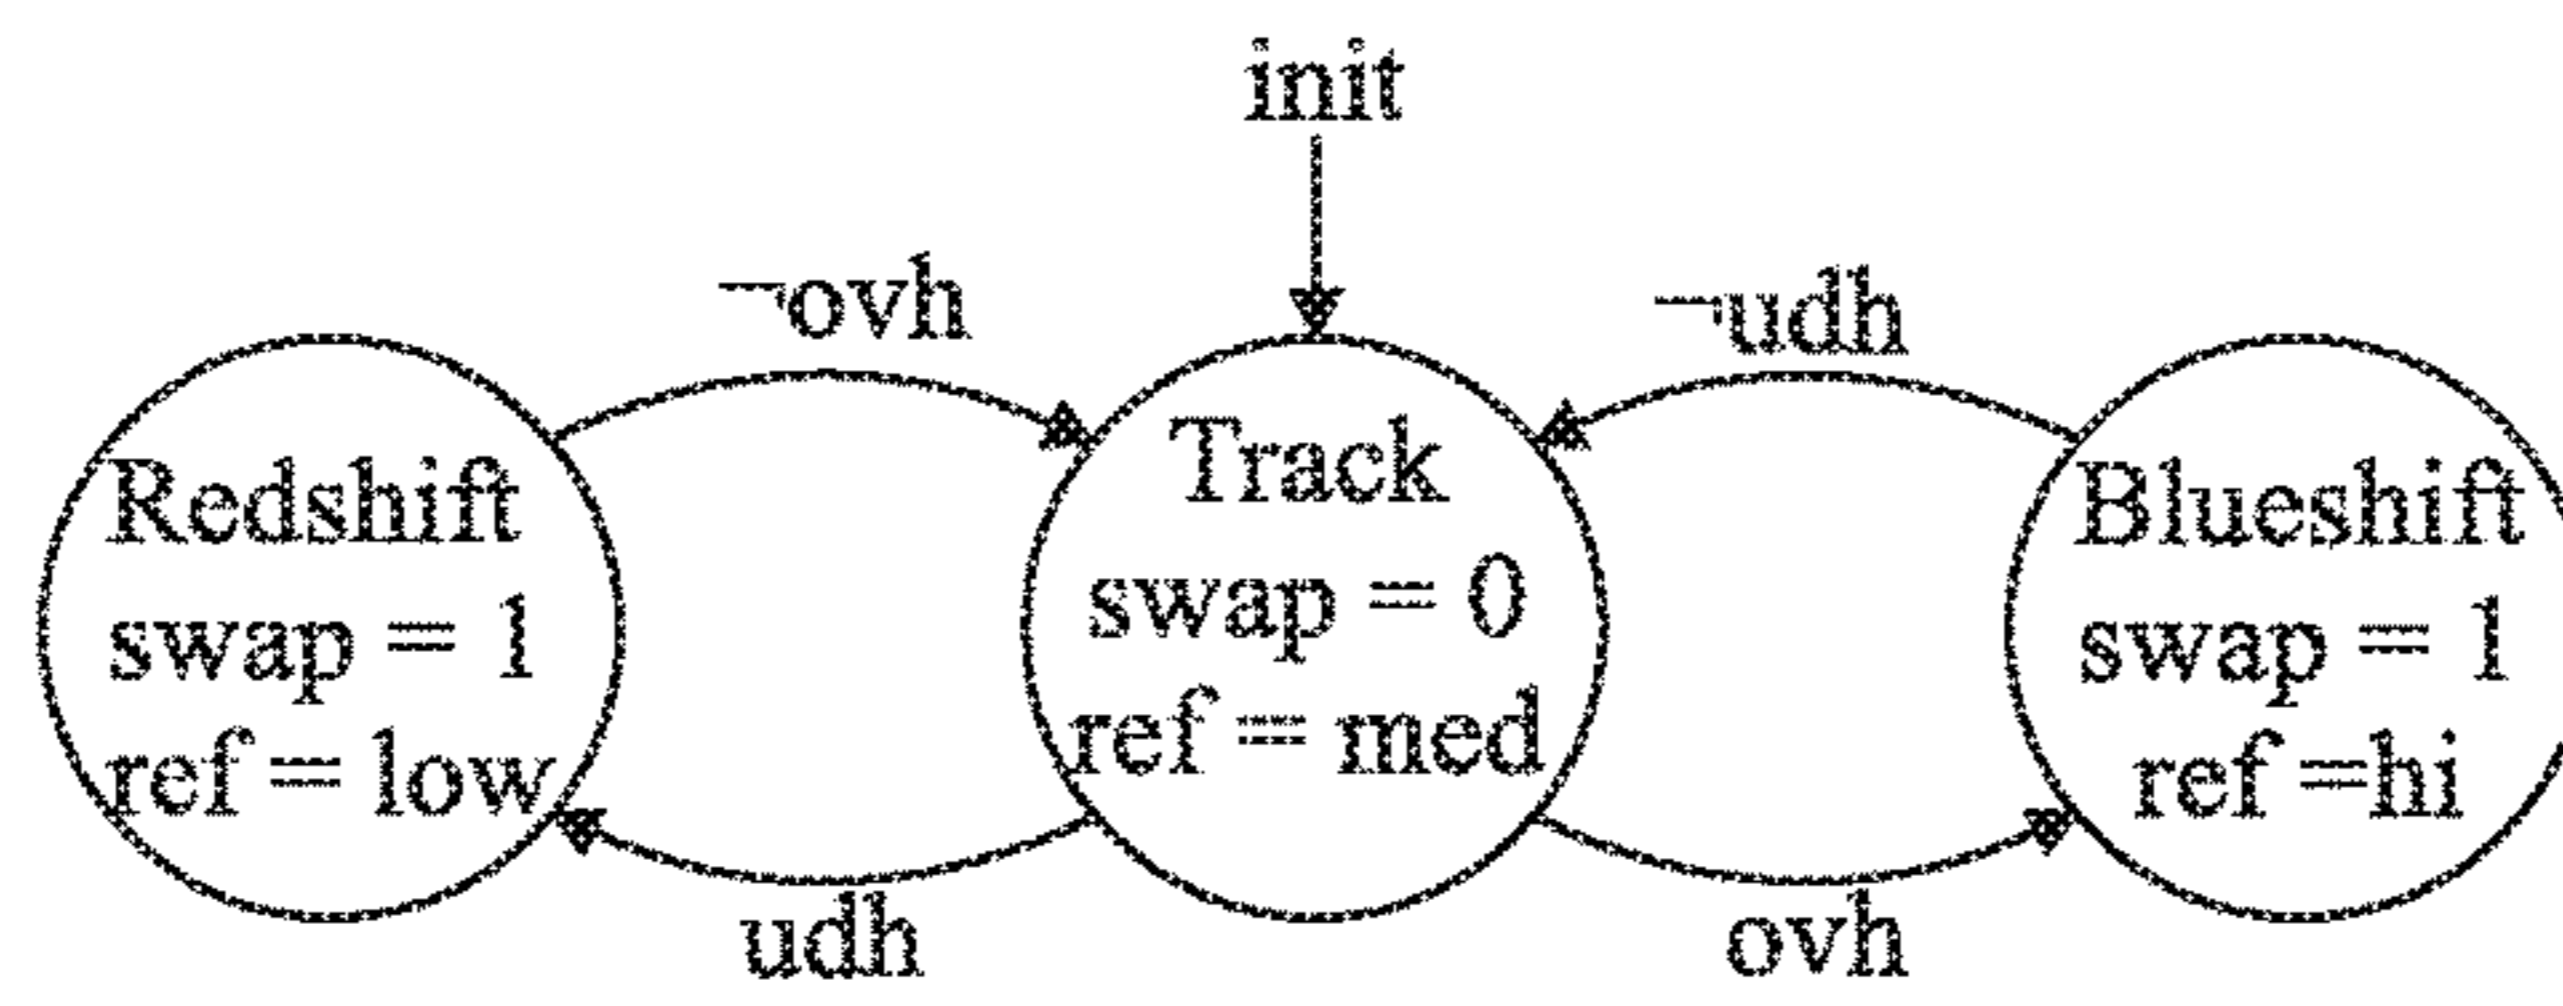 init
¬ovh
¬udh
Redshift
swap = 1
ref = low
Track
swap = 0
ref = med
Blueshift
swap = 1
ref =hi
udh
ovh